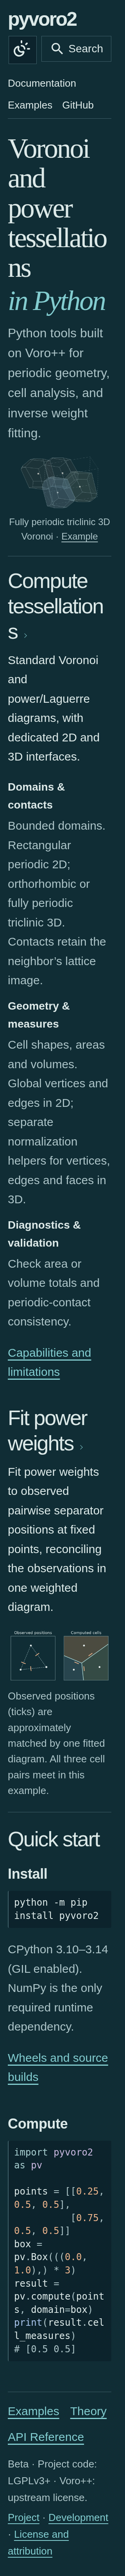 pyvoro2
Search
Documentation
Examples GitHub
Voronoi
and
power
tessellatio
ns
in Python
Python tools built
on Voro++ for
periodic geometry,
cell analysis, and
inverse weight
fitting.
Fully periodic triclinic 3D
Voronoi · Example
Compute
tessellation
s ›
Standard Voronoi
and
power/Laguerre
diagrams, with
dedicated 2D and
3D interfaces.
Domains &
contacts
Bounded domains.
Rectangular
periodic 2D;
orthorhombic or
fully periodic
triclinic 3D.
Contacts retain the
neighbor's lattice
image.
Geometry &
measures
Cell shapes, areas
and volumes.
Global vertices and
edges in 2D;
separate
normalization
helpers for vertices,
edges and faces in
3D.
Diagnostics &
validation
Check area or
volume totals and
periodic-contact
consistency.
Capabilities and
limitations
Fit power
weights ›
Fit power weights
to observed
pairwise separator
positions at fixed
points, reconciling
the observations in
one weighted
diagram.
Observed positions Computed cells
Observed positions
(ticks) are
approximately
matched by one fitted
diagram. All three cell
pairs meet in this
example.
Quick start
Install
python -m pip
install pyvoro2
CPython 3.10–3.14
(GIL enabled).
NumPy is the only
required runtime
dependency.
Wheels and source
builds
Compute
import pyvoro2
as pv
points = [[0.25,
0.5, 0.5],
[0.75,
0.5, 0.5]]
box =
pv.Box(((0.0,
1.0),) * 3)
result =
pv.compute(point
s, domain=box)
print(result.cel
l_measures)
# [0.5 0.5]
Examples Theory
API Reference
Beta · Project code:
LGPLv3+ · Voro++:
upstream license.
Project · Development
· License and
attribution